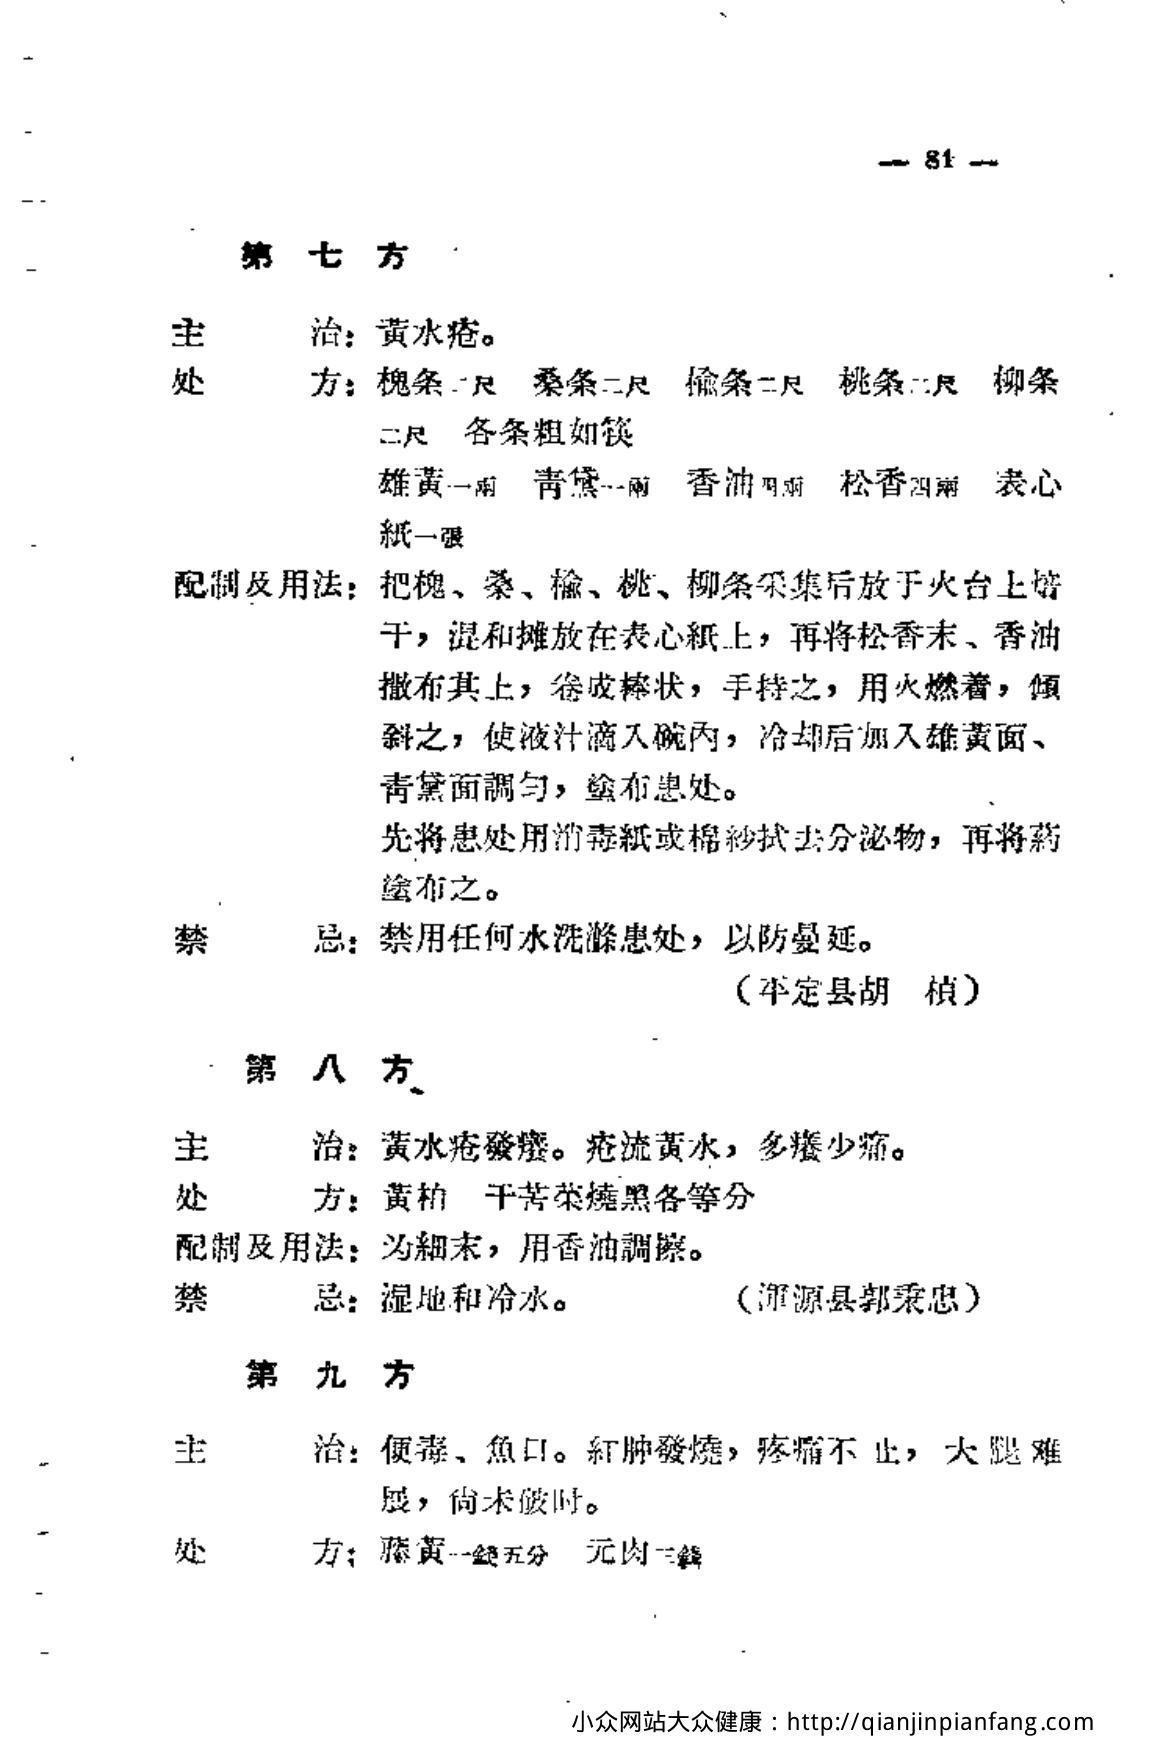 — 81 —
第七方
主治：黃水疮。
处方：槐条二尺 桑条二尺 榆条二尺 桃条二尺 柳条
二尺 各条粗如筷
雄黃一兩 青黛一兩 香油四兩 松香四兩 表心
紙一張
配制及用法：把槐、桑、榆、桃、柳条采集后放于火台上焙
干，混和摊放在表心紙上，再将松香末、香油
撒布其上，卷成棒状，手持之，用火燃着，傾
斜之，使液汁滴入碗內，冷却后加入雄黃面、
青黛面調匀，塗布患处。
先将患处用消毒紙或棉紗拭去分泌物，再将葯
塗布之。
禁忌：禁用任何水洗滌患处，以防曼延。
（平定县胡 楨）
第八方
主治：黃水疮發癢。疮流黃水，多癢少痛。
处方：黃柏 干苦菜燒黑各等分
配制及用法：为細末，用香油調擦。
禁忌：湿地和冷水。 （渾源县郭秉忠）
第九方
主治：便毒、魚口。紅肿發燒，疼痛不止，大腿难
展，尙未破时。
处方：藤黃一錢五分 元肉三錢
小众网站大众健康：http://qianjinpianfang.com